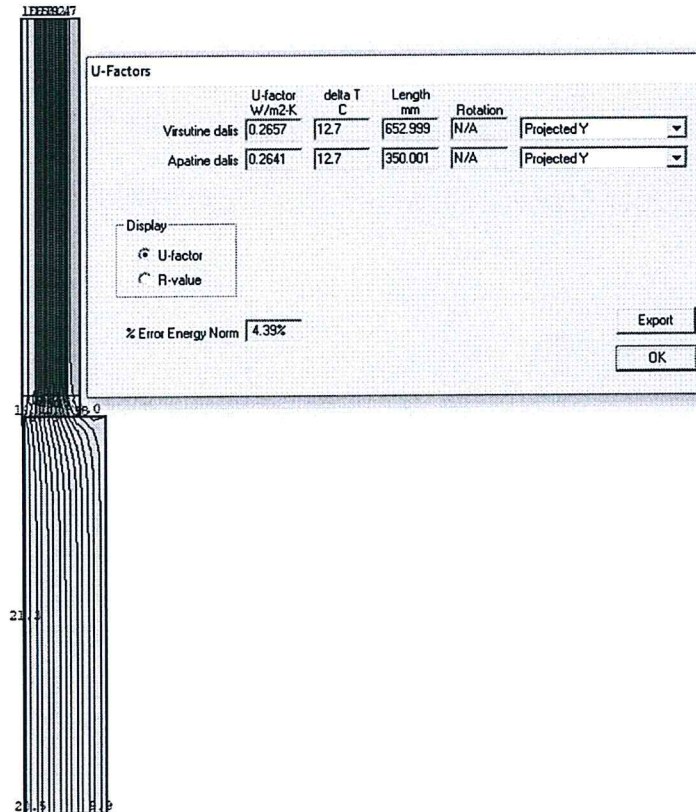 U-Factors
U-factor delta T Length
W/m2-K C mm Rotation
Virsutine dalis 0.2657 12.7 652.999 N/A Projected Y
Apatine dalis 0.2641 12.7 350.001 N/A Projected Y
Display
U-factor
R-value
% Error Energy Norm 4.39%
Export
OK